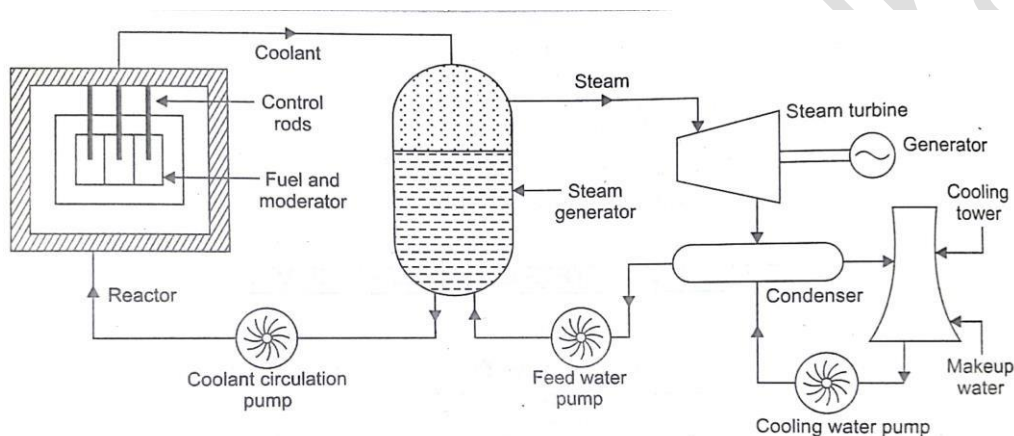 Coolant
Control
rods
Fuel and
moderator
Reactor
Coolant circulation
pump
Steam
Steam
generator
Feed water
pump
Steam turbine
Generator
Condenser
Cooling
tower
Makeup
water
Cooling water pump